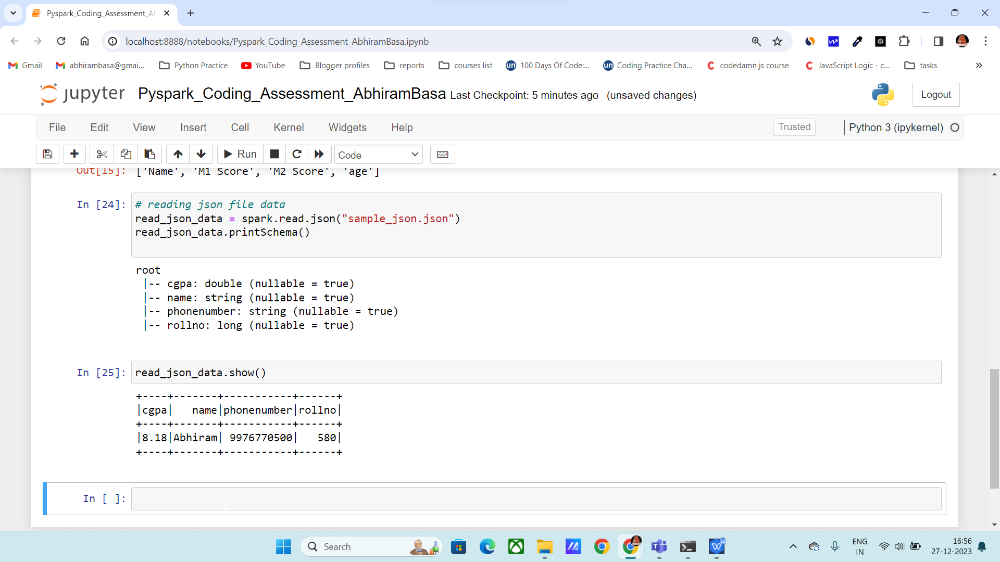 Pyspark_Coding_Assessment_Al
localhost:8888/notebooks/Pyspark_Coding_Assessment_AbhiramBasa.ipynb
Gmail abhirambasa@gmai... Python Practice YouTube Blogger profiles reports courses list 100 Days Of Code:... Coding Practice Cha... codedamn js course JavaScript Logic - c... tasks »
jupyter Pyspark_Coding_Assessment_AbhiramBasa Last Checkpoint: 5 minutes ago (unsaved changes) Logout
File Edit View Insert Cell Kernel Widgets Help Trusted Python 3 (ipykernel)
Run Code
Out[15]: ['Name', 'M1 Score', 'M2 Score', 'age']
In [24]: # reading json file data
read_json_data = spark.read.json("sample_json.json")
read_json_data.printSchema()
root
|-- cgpa: double (nullable = true)
|-- name: string (nullable = true)
|-- phonenumber: string (nullable = true)
|-- rollno: long (nullable = true)
In [25]: read_json_data.show()
+----+-------+-----------+------+
|cgpa|   name|phonenumber|rollno|
+----+-------+-----------+------+
|8.18|Abhiram| 9976770500|   580|
+----+-------+-----------+------+
In [ ]:
Search ENG 16:56
IN 27-12-2023